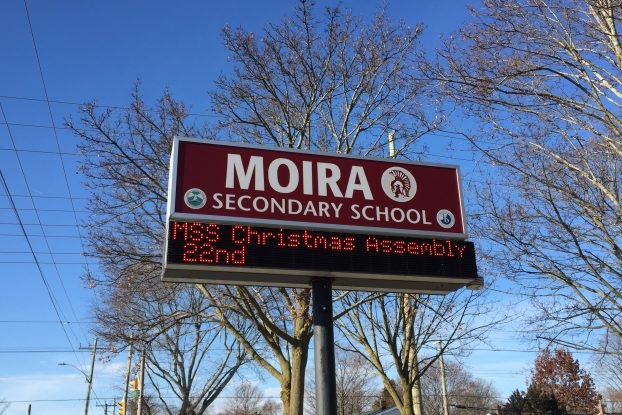 MOIRA
SECONDARY SCHOOL
MSS Christmas Assembly
22nd